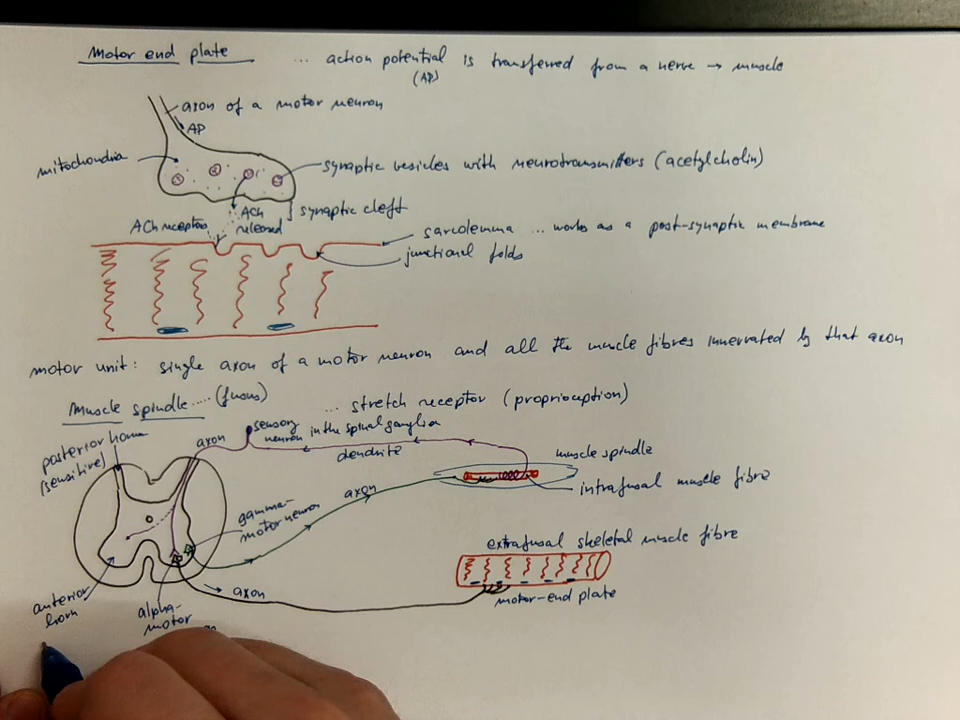 Motor end plate ... action potential is transferred from a nerve → muscle
(AP)
axon of a motor neuron
AP
mitochondria
synaptic vesicles with neurotransmitters (acetylcholin)
ACh released
synaptic cleft
ACh receptors
sarcolemma ... works as a post-synaptic membrane
junctional folds
motor unit: single axon of a motor neuron and all the muscle fibres innervated by that axon
Muscle spindle .... (fusus) ... stretch receptor (proprioception)
sensory neuron in the spinal ganglia
axon
dendrite
posterior horn (sensitive)
muscle spindle
intrafusal muscle fibre
axon
gamma-motor neuron
extrafusal skeletal muscle fibre
motor-end plate
axon
anterior horn
alpha-motor